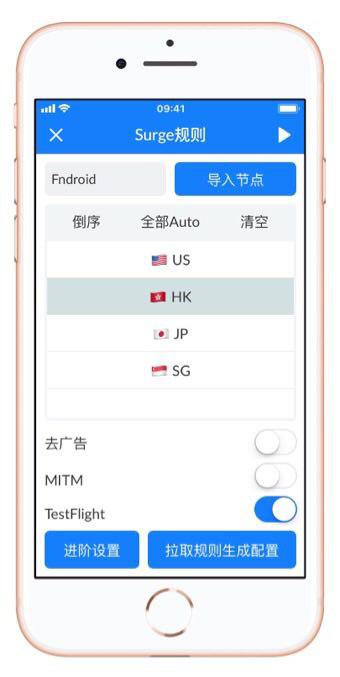 09:41
Surge规则
Fndroid 导入节点
倒序 全部Auto 清空
US
HK
JP
SG
去广告
MITM
TestFlight
进阶设置 拉取规则生成配置